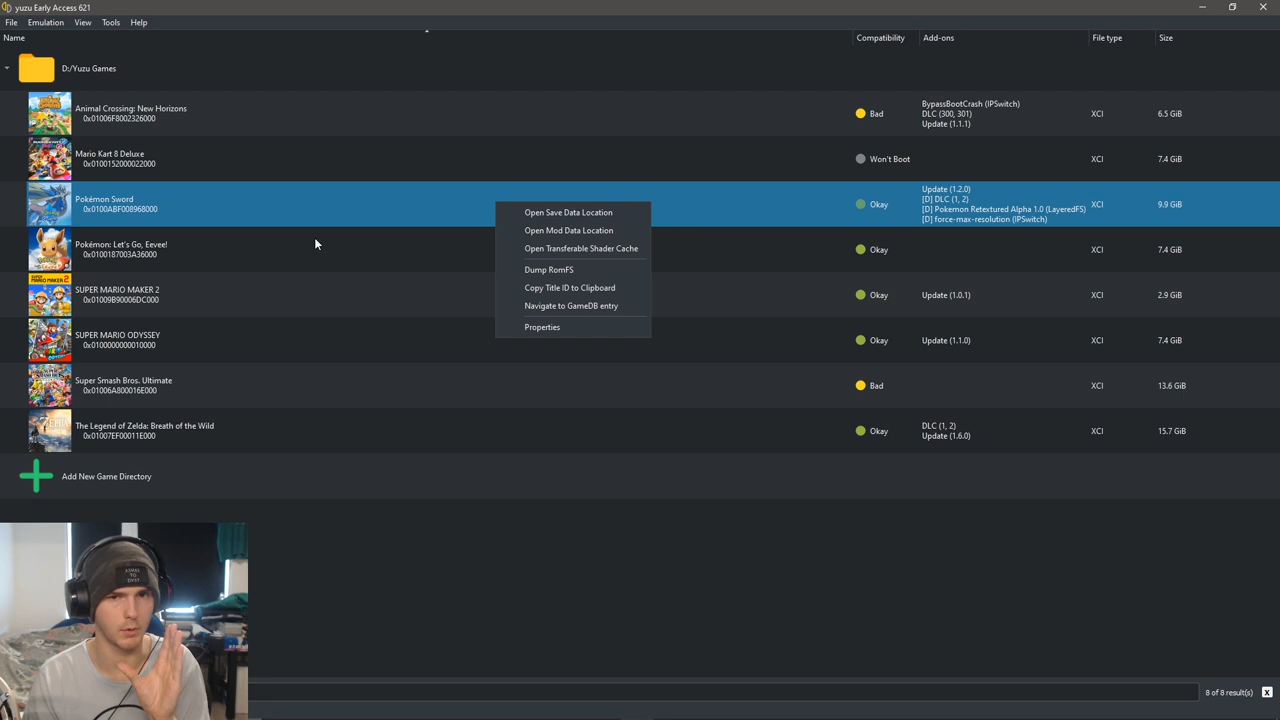 yuzu Early Access 621
File Emulation View Tools Help
Name Compatibility Add-ons File type Size
D:/Yuzu Games
Animal Crossing: New Horizons
0x01006F8002326000
Bad
BypassBootCrash (IPSwitch)
DLC (300, 301)
Update (1.1.1)
XCI
6.5 GiB
Mario Kart 8 Deluxe
0x0100152000022000
Won't Boot
XCI
7.4 GiB
Pokémon Sword
0x0100ABF008968000
Okay
Update (1.2.0)
[D] DLC (1, 2)
[D] Pokemon Retextured Alpha 1.0 (LayeredFS)
[D] force-max-resolution (IPSwitch)
XCI
9.9 GiB
Open Save Data Location
Open Mod Data Location
Open Transferable Shader Cache
Dump RomFS
Copy Title ID to Clipboard
Navigate to GameDB entry
Properties
Pokémon: Let's Go, Eevee!
0x0100187003A36000
Okay
XCI
7.4 GiB
SUPER MARIO MAKER 2
0x01009B90006DC000
Okay
Update (1.0.1)
XCI
2.9 GiB
SUPER MARIO ODYSSEY
0x0100000000010000
Okay
Update (1.1.0)
XCI
7.4 GiB
Super Smash Bros. Ultimate
0x01006A800016E000
Bad
XCI
13.6 GiB
The Legend of Zelda: Breath of the Wild
0x01007EF00011E000
Okay
DLC (1, 2)
Update (1.6.0)
XCI
15.7 GiB
Add New Game Directory
8 of 8 result(s) X